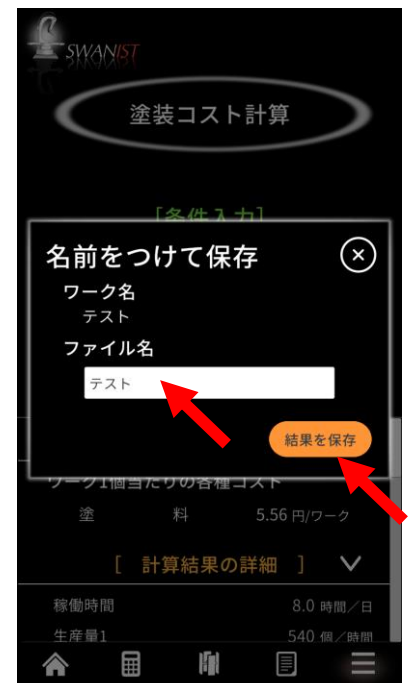 SWANIST
塗装コスト計算
[条件入力]
名前をつけて保存
ワーク名
テスト
ファイル名
テスト
結果を保存
ワーク1個当たりの各種コスト
塗 料 5.56 円/ワーク
[ 計算結果の詳細 ]
稼働時間 8.0 時間/日
生産量1 540 個/時間